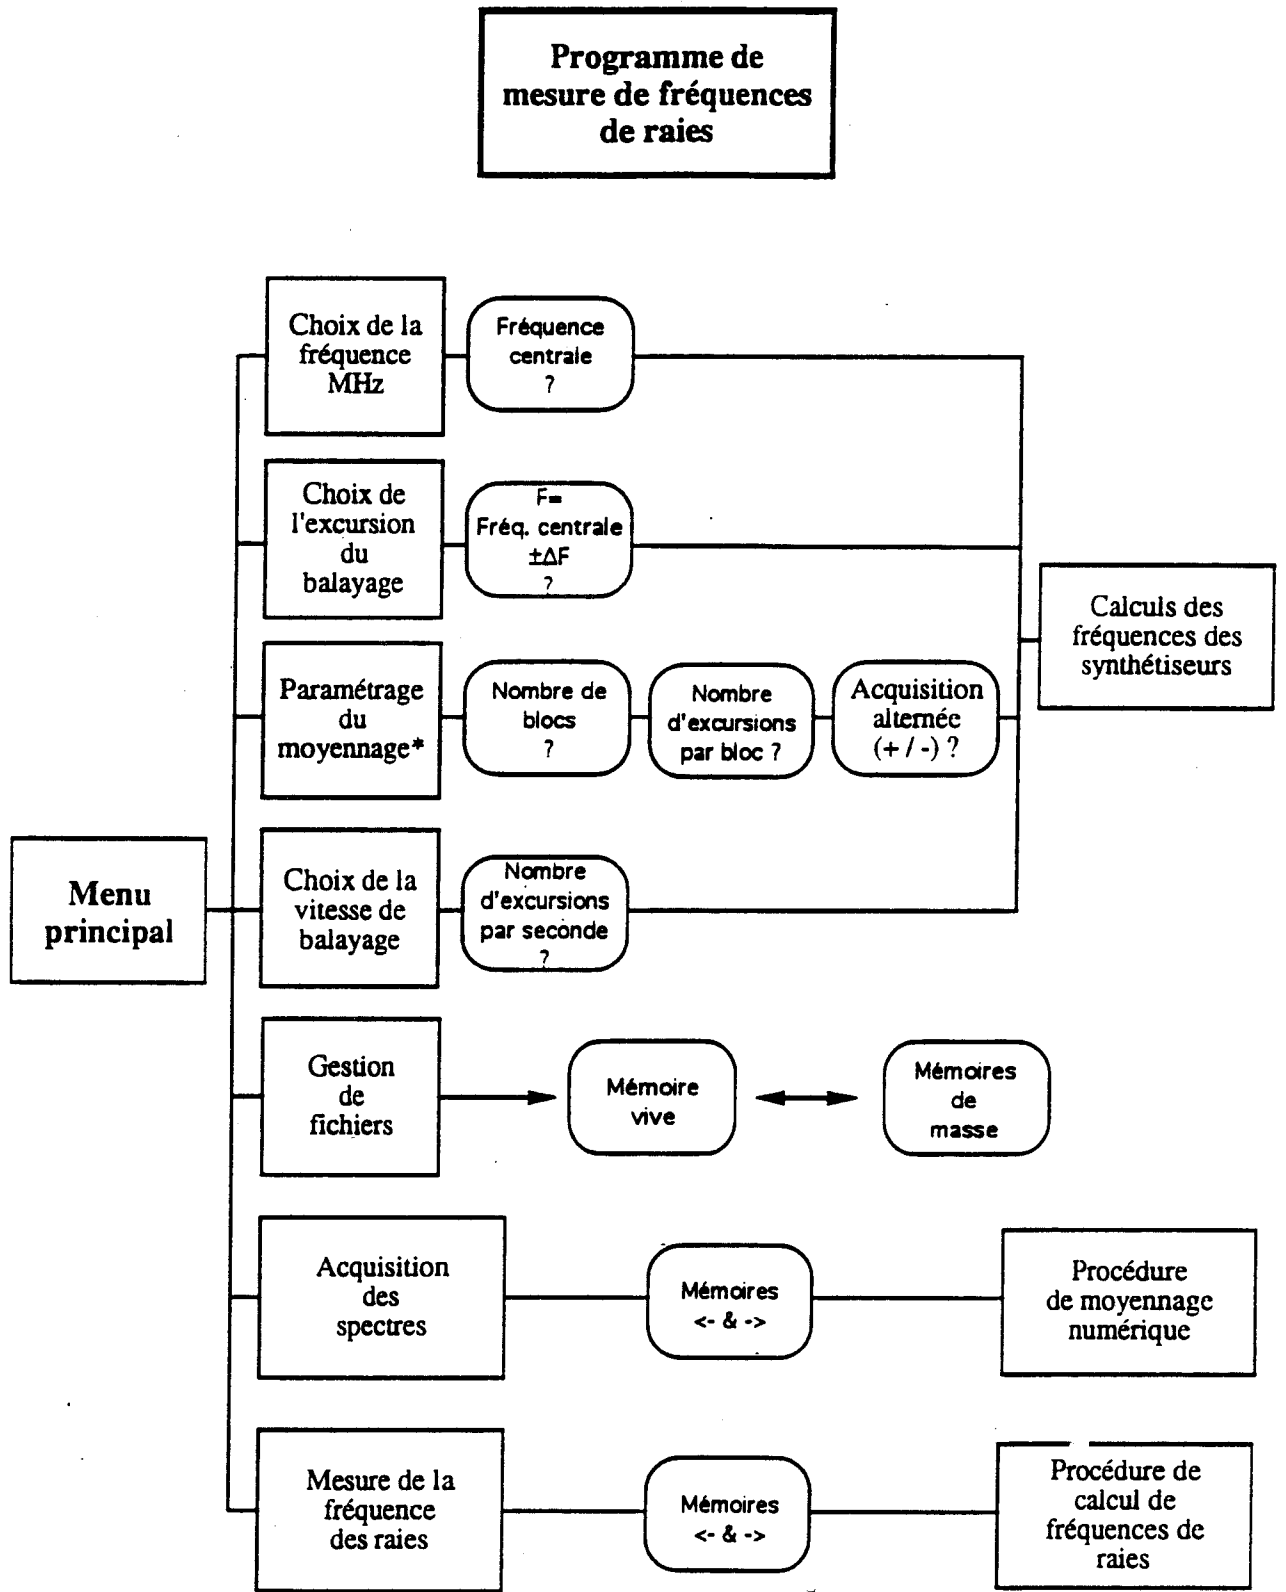 Programme de
mesure de fréquences
de raies
Choix de la
fréquence
MHz
Fréquence
centrale
?
Choix de
l'excursion
du
balayage
F=
Fréq. centrale
±ΔF
?
Calculs des
fréquences des
synthétiseurs
Paramétrage
du
moyennage*
Nombre de
blocs
?
Nombre
d'excursions
par bloc ?
Acquisition
alternée
(+ / -) ?
Menu
principal
Choix de la
vitesse de
balayage
Nombre
d'excursions
par seconde
?
Gestion
de
fichiers
Mémoire
vive
Mémoires
de
masse
Acquisition
des
spectres
Mémoires
<- & ->
Procédure
de moyennage
numérique
Mesure de la
fréquence
des raies
Mémoires
<- & ->
Procédure de
calcul de
fréquences de
raies